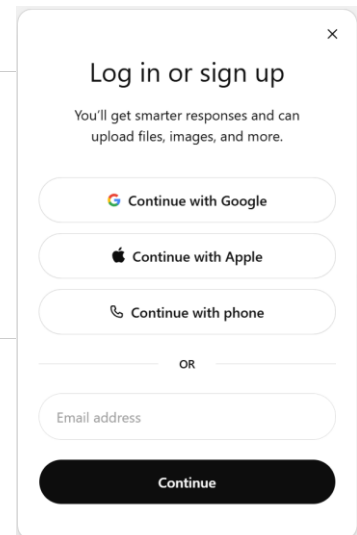 Log in or sign up
You’ll get smarter responses and can
upload files, images, and more.
Continue with Google
Continue with Apple
Continue with phone
OR
Email address
Continue